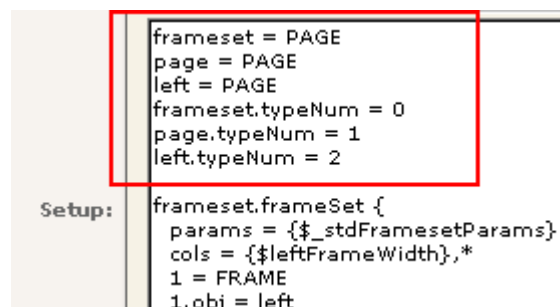 frameset = PAGE
page = PAGE
left = PAGE
frameset.typeNum = 0
page.typeNum = 1
left.typeNum = 2
Setup:
frameset.frameSet {
params = {$_stdFramesetParams}
cols = {$leftFrameWidth},*
1 = FRAME
1.obj = left